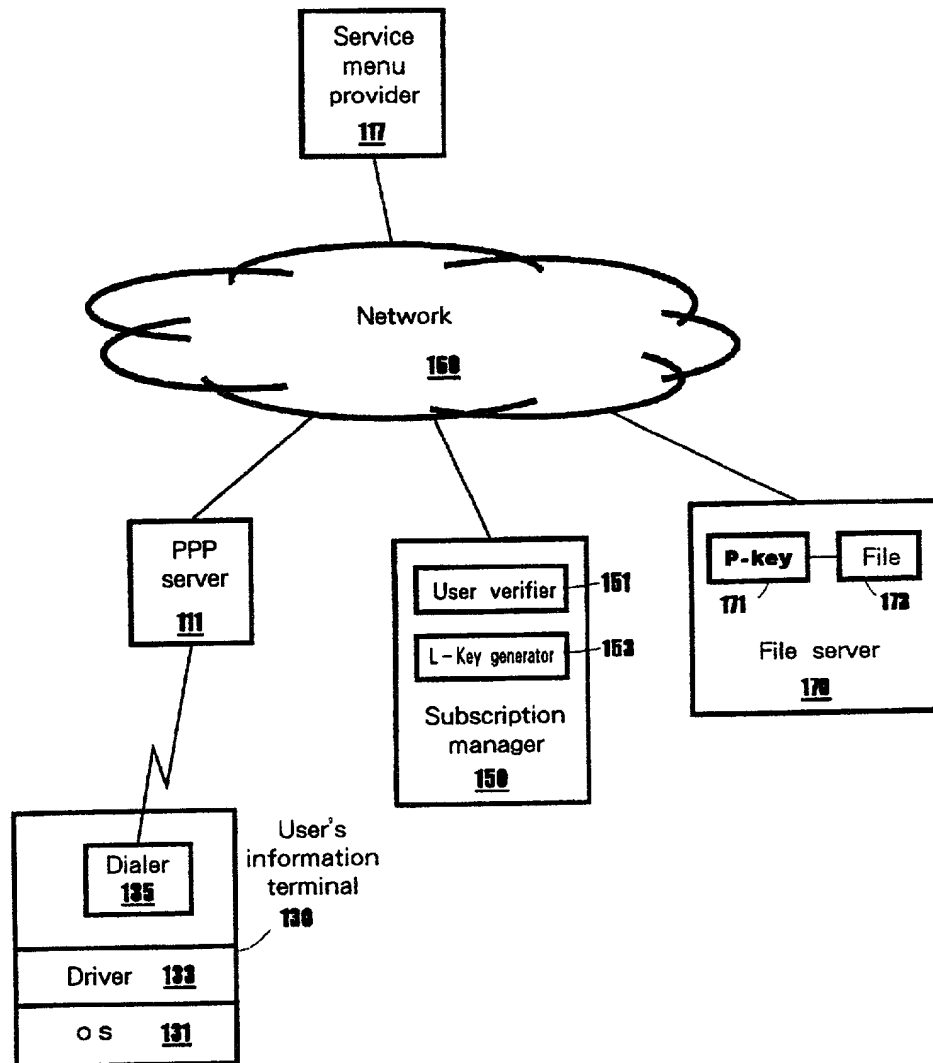 Service
menu
provider
117
Network
160
PPP
server
111
User verifier
151
L-Key generator
153
Subscription
manager
150
P-key
171
File
173
File server
170
Dialer
135
User's
information
terminal
130
Driver 133
OS 131